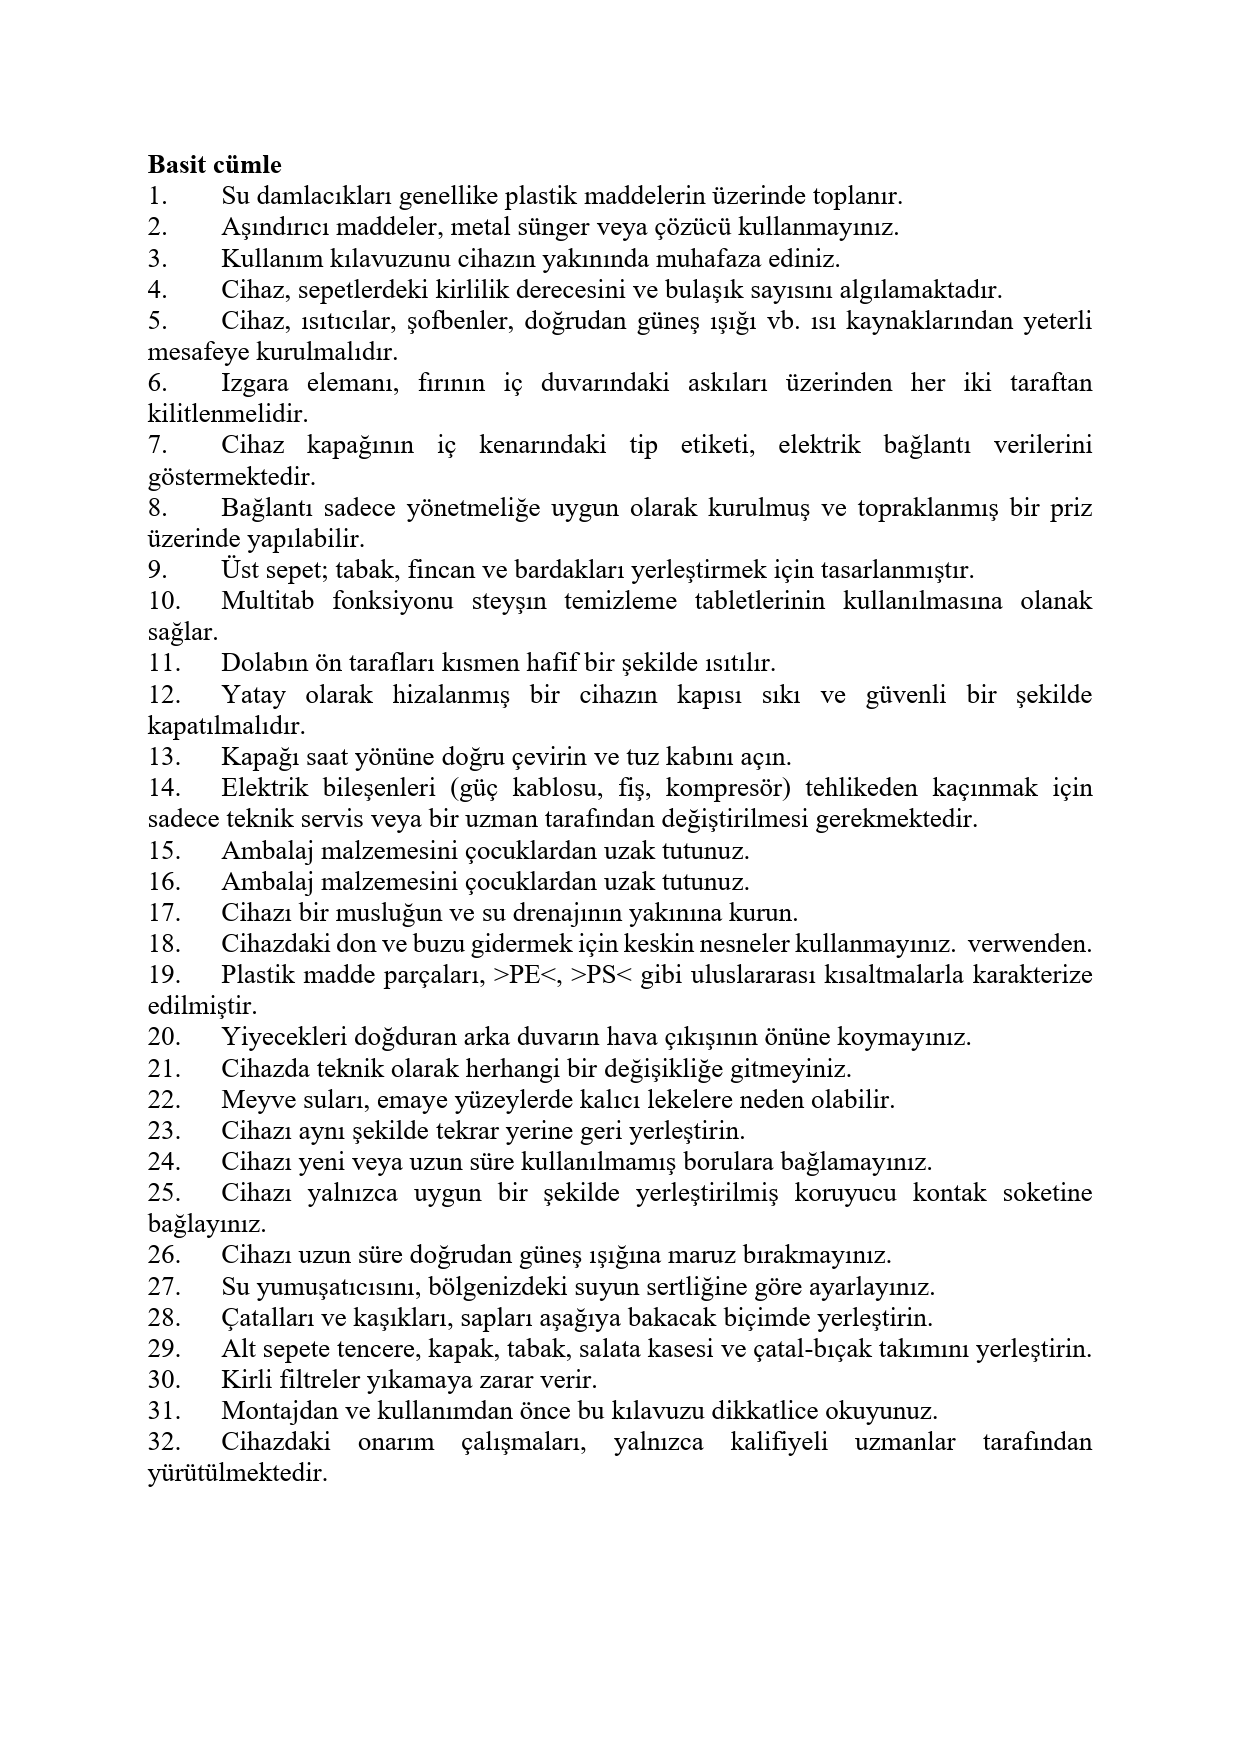 Basit cümle
1. Su damlacıkları genellike plastik maddelerin üzerinde toplanır.
2. Aşındırıcı maddeler, metal sünger veya çözücü kullanmayınız.
3. Kullanım kılavuzunu cihazın yakınında muhafaza ediniz.
4. Cihaz, sepetlerdeki kirlilik derecesini ve bulaşık sayısını algılamaktadır.
5. Cihaz, ısıtıcılar, şofbenler, doğrudan güneş ışığı vb. ısı kaynaklarından yeterli
mesafeye kurulmalıdır.
6. Izgara elemanı, fırının iç duvarındaki askıları üzerinden her iki taraftan
kilitlenmelidir.
7. Cihaz kapağının iç kenarındaki tip etiketi, elektrik bağlantı verilerini
göstermektedir.
8. Bağlantı sadece yönetmeliğe uygun olarak kurulmuş ve topraklanmış bir priz
üzerinde yapılabilir.
9. Üst sepet; tabak, fincan ve bardakları yerleştirmek için tasarlanmıştır.
10. Multitab fonksiyonu steyşın temizleme tabletlerinin kullanılmasına olanak
sağlar.
11. Dolabın ön tarafları kısmen hafif bir şekilde ısıtılır.
12. Yatay olarak hizalanmış bir cihazın kapısı sıkı ve güvenli bir şekilde
kapatılmalıdır.
13. Kapağı saat yönüne doğru çevirin ve tuz kabını açın.
14. Elektrik bileşenleri (güç kablosu, fiş, kompresör) tehlikeden kaçınmak için
sadece teknik servis veya bir uzman tarafından değiştirilmesi gerekmektedir.
15. Ambalaj malzemesini çocuklardan uzak tutunuz.
16. Ambalaj malzemesini çocuklardan uzak tutunuz.
17. Cihazı bir musluğun ve su drenajının yakınına kurun.
18. Cihazdaki don ve buzu gidermek için keskin nesneler kullanmayınız.  verwenden.
19. Plastik madde parçaları, >PE<, >PS< gibi uluslararası kısaltmalarla karakterize
edilmiştir.
20. Yiyecekleri doğduran arka duvarın hava çıkışının önüne koymayınız.
21. Cihazda teknik olarak herhangi bir değişikliğe gitmeyiniz.
22. Meyve suları, emaye yüzeylerde kalıcı lekelere neden olabilir.
23. Cihazı aynı şekilde tekrar yerine geri yerleştirin.
24. Cihazı yeni veya uzun süre kullanılmamış borulara bağlamayınız.
25. Cihazı yalnızca uygun bir şekilde yerleştirilmiş koruyucu kontak soketine
bağlayınız.
26. Cihazı uzun süre doğrudan güneş ışığına maruz bırakmayınız.
27. Su yumuşatıcısını, bölgenizdeki suyun sertliğine göre ayarlayınız.
28. Çatalları ve kaşıkları, sapları aşağıya bakacak biçimde yerleştirin.
29. Alt sepete tencere, kapak, tabak, salata kasesi ve çatal-bıçak takımını yerleştirin.
30. Kirli filtreler yıkamaya zarar verir.
31. Montajdan ve kullanımdan önce bu kılavuzu dikkatlice okuyunuz.
32. Cihazdaki onarım çalışmaları, yalnızca kalifiyeli uzmanlar tarafından
yürütülmektedir.